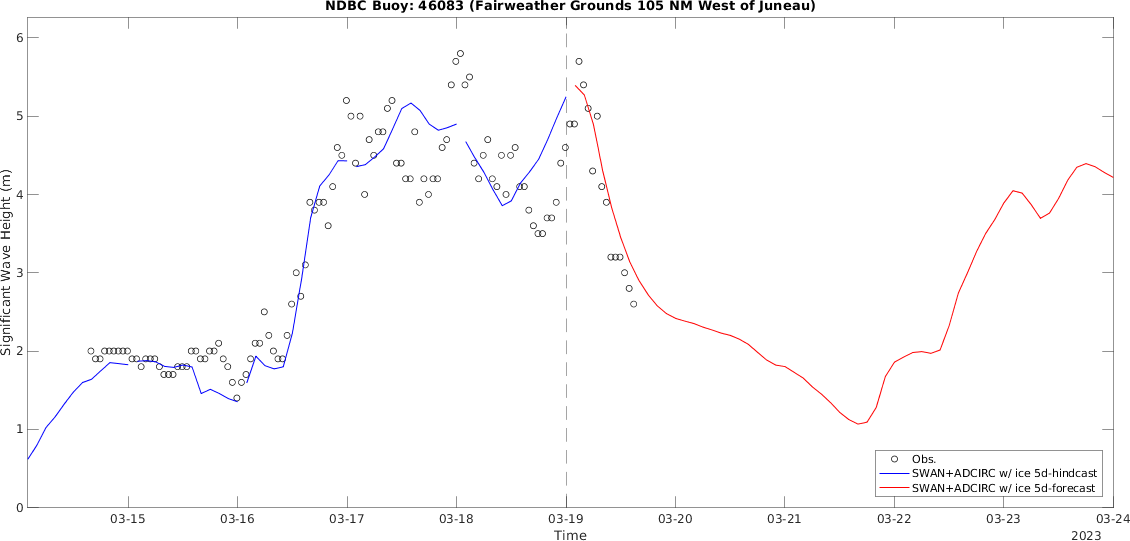 NDBC Buoy: 46083 (Fairweather Grounds 105 NM West of Juneau)
Significant Wave Height (m)
6
5
4
3
2
1
0
Obs.
SWAN+ADCIRC w/ ice 5d-hindcast
SWAN+ADCIRC w/ ice 5d-forecast
03-15 03-16 03-17 03-18 03-19 03-20 03-21 03-22 03-23 03-24
Time
2023